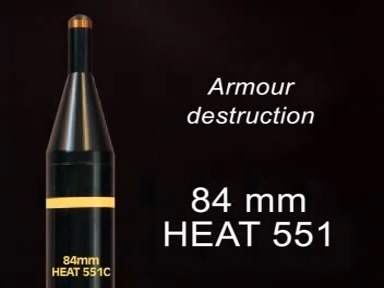 Armour
destruction
84 mm
HEAT 551
84mm
HEAT 551C